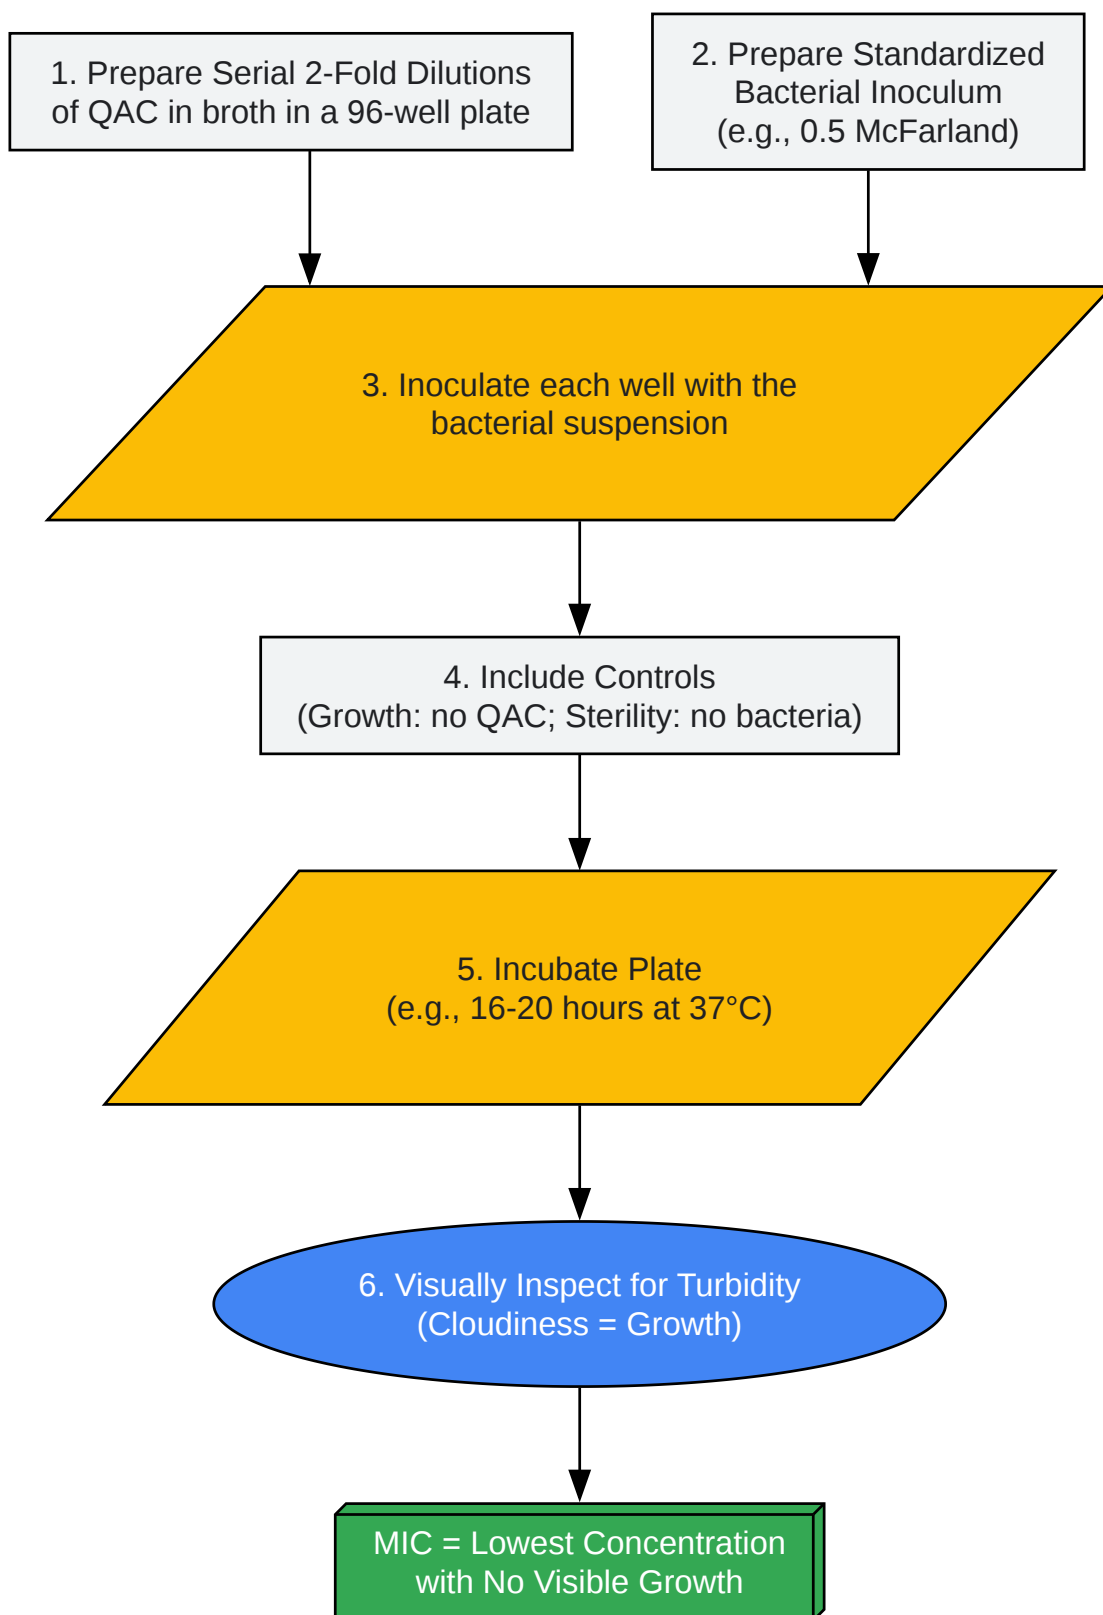 1. Prepare Serial 2-Fold Dilutions
of QAC in broth in a 96-well plate
2. Prepare Standardized
Bacterial Inoculum
(e.g., 0.5 McFarland)
3. Inoculate each well with the
bacterial suspension
4. Include Controls
(Growth: no QAC; Sterility: no bacteria)
5. Incubate Plate
(e.g., 16-20 hours at 37°C)
6. Visually Inspect for Turbidity
(Cloudiness = Growth)
MIC = Lowest Concentration
with No Visible Growth